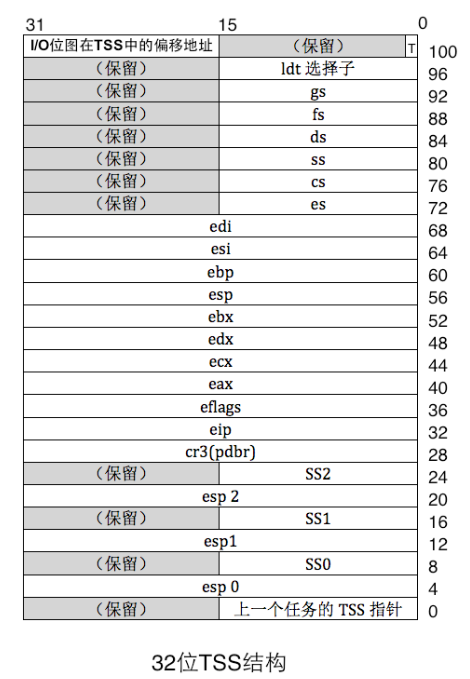 31 15 0
I/O位图在TSS中的偏移地址 （保留） T 100
（保留） ldt 选择子 96
（保留） gs 92
（保留） fs 88
（保留） ds 84
（保留） ss 80
（保留） cs 76
（保留） es 72
edi 68
esi 64
ebp 60
esp 56
ebx 52
edx 48
ecx 44
eax 40
eflags 36
eip 32
cr3(pdbr) 28
（保留） SS2 24
esp 2 20
（保留） SS1 16
esp1 12
（保留） SS0 8
esp 0 4
（保留） 上一个任务的 TSS 指针 0
32位TSS结构